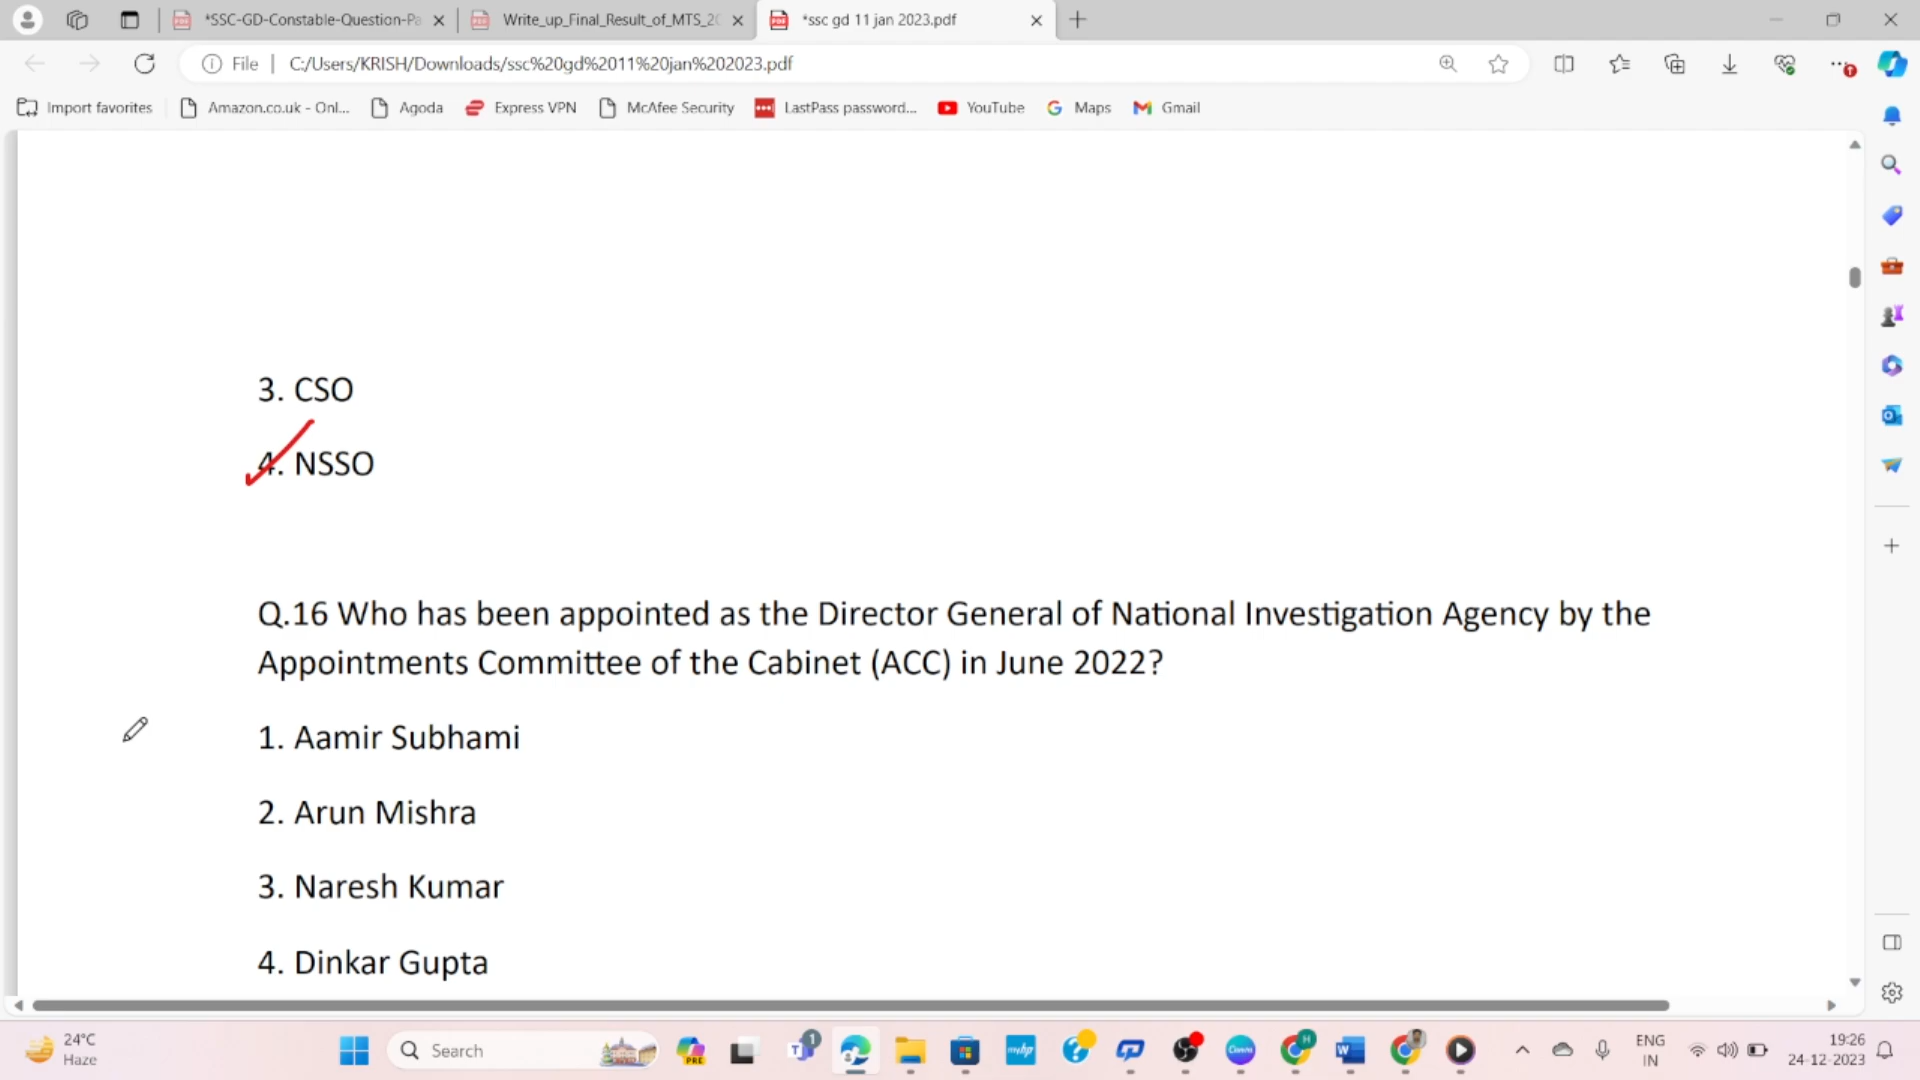 *SSC-GD-Constable-Question-Pa
Write_up_Final_Result_of_MTS_2
*ssc gd 11 jan 2023.pdf
File
C:/Users/KRISH/Downloads/ssc%20gd%2011%20jan%202023.pdf
Import favorites
Amazon.co.uk - Onl...
Agoda
Express VPN
McAfee Security
LastPass password...
YouTube
Maps
Gmail
3. CSO
4. NSSO
Q.16 Who has been appointed as the Director General of National Investigation Agency by the
Appointments Committee of the Cabinet (ACC) in June 2022?
1. Aamir Subhami
2. Arun Mishra
3. Naresh Kumar
4. Dinkar Gupta
24°C
Haze
Search
PRE
1
myhp
Canva
H
ENG
IN
19:26
24-12-2023